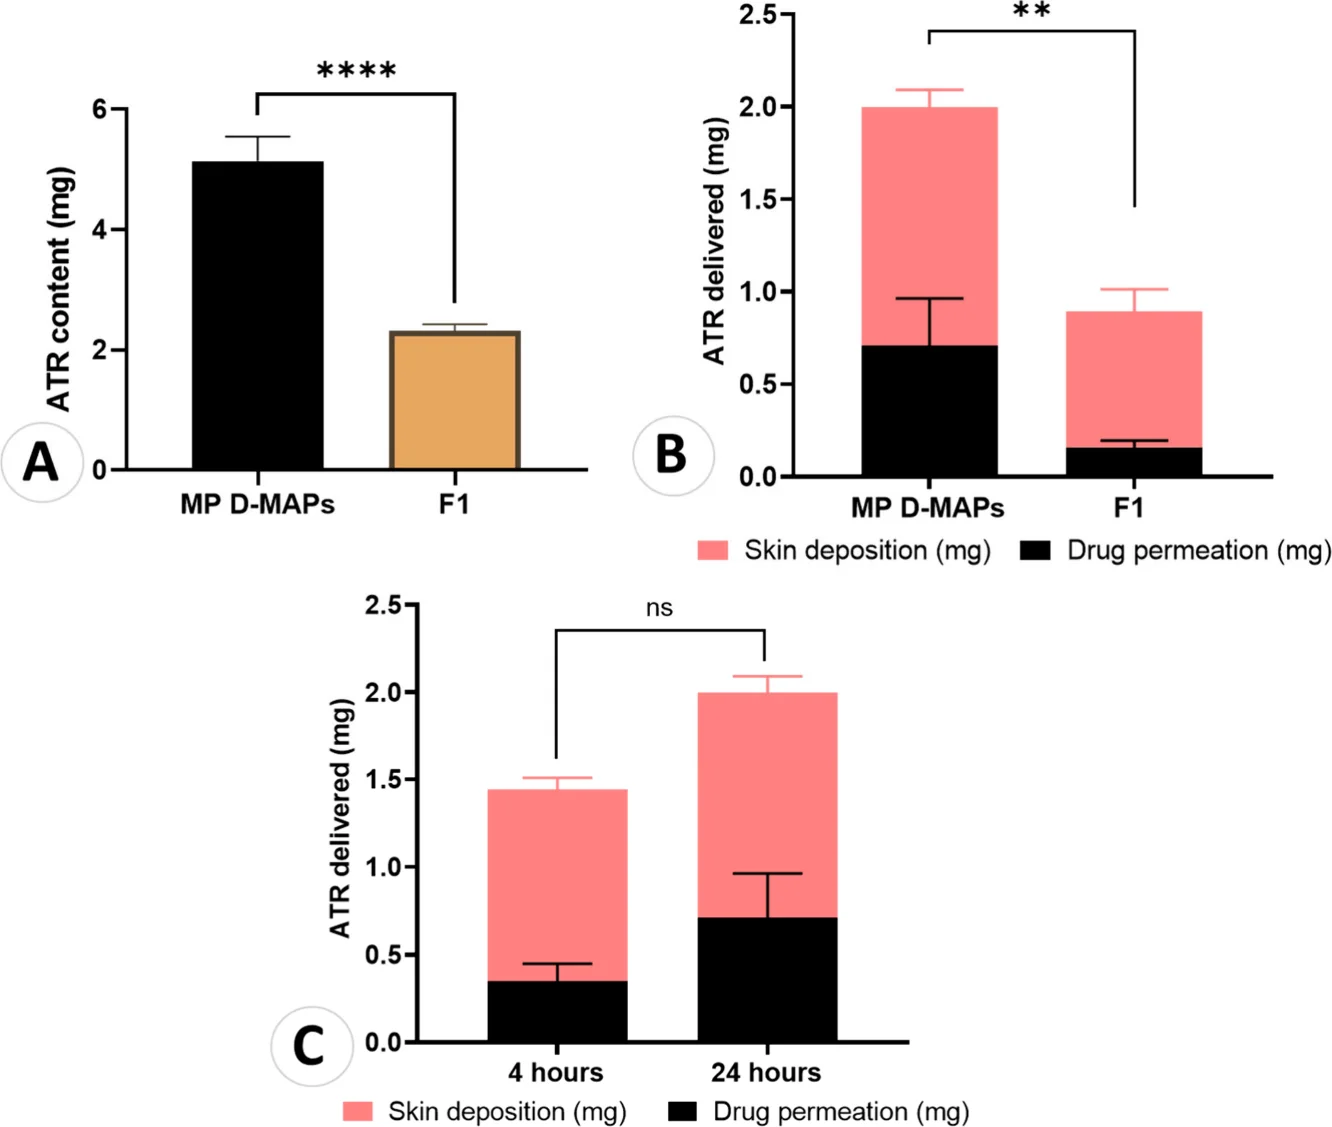 ****
6
4
2
0
ATR content (mg)
MP D-MAPs
F1
A
**
2.5
2.0
1.5
1.0
0.5
0.0
ATR delivered (mg)
MP D-MAPs
F1
B
Skin deposition (mg)
Drug permeation (mg)
ns
2.5
2.0
1.5
1.0
0.5
0.0
ATR delivered (mg)
4 hours
24 hours
C
Skin deposition (mg)
Drug permeation (mg)